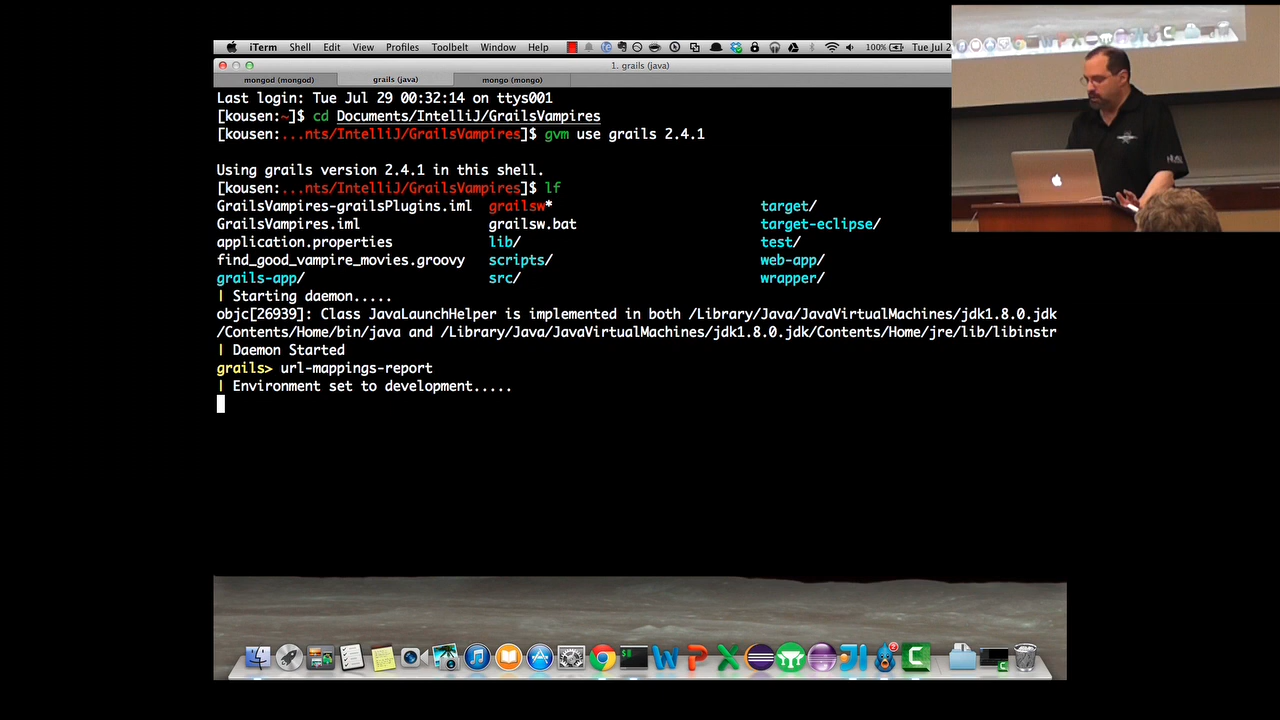 iTerm Shell Edit View Profiles Toolbelt Window Help 100% Tue Jul 2
1. grails (java)
mongod (mongod) grails (java) mongo (mongo)
Last login: Tue Jul 29 00:32:14 on ttys001
[kousen:~]$ cd Documents/IntelliJ/GrailsVampires
[kousen:...nts/IntelliJ/GrailsVampires]$ gvm use grails 2.4.1
Using grails version 2.4.1 in this shell.
[kousen:...nts/IntelliJ/GrailsVampires]$ lf
GrailsVampires-grailsPlugins.iml grailsw* target/
GrailsVampires.iml grailsw.bat target-eclipse/
application.properties lib/ test/
find_good_vampire_movies.groovy scripts/ web-app/
grails-app/ src/ wrapper/
| Starting daemon.....
objc[26939]: Class JavaLaunchHelper is implemented in both /Library/Java/JavaVirtualMachines/jdk1.8.0.jdk
/Contents/Home/bin/java and /Library/Java/JavaVirtualMachines/jdk1.8.0.jdk/Contents/Home/jre/lib/libinstr
| Daemon Started
grails> url-mappings-report
| Environment set to development.....